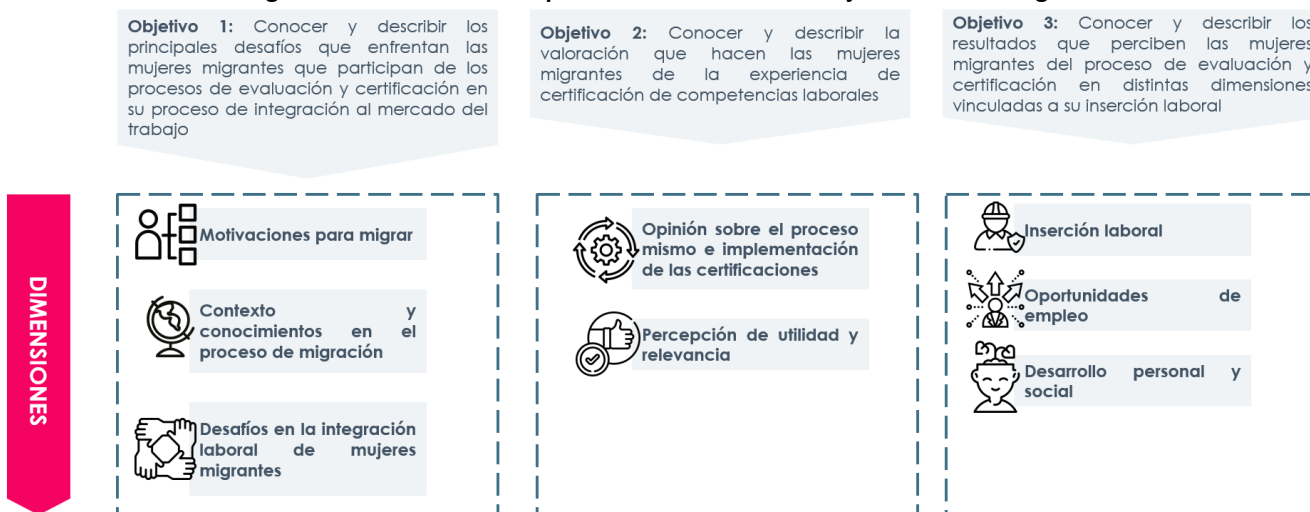 Objetivo 1: Conocer y describir los
principales desafíos que enfrentan las
mujeres migrantes que participan de los
procesos de evaluación y certificación en
su proceso de integración al mercado del
trabajo
Objetivo 2: Conocer y describir la
valoración que hacen las mujeres
migrantes de la experiencia de
certificación de competencias laborales
Objetivo 3: Conocer y describir los
resultados que perciben las mujeres
migrantes del proceso de evaluación y
certificación en distintas dimensiones
vinculadas a su inserción laboral
DIMENSIONES
Motivaciones para migrar
Contexto y
conocimientos en el
proceso de migración
Desafíos en la integración
laboral de mujeres
migrantes
Opinión sobre el proceso
mismo e implementación
de las certificaciones
Percepción de utilidad y
relevancia
Inserción laboral
Oportunidades de
empleo
Desarrollo personal y
social